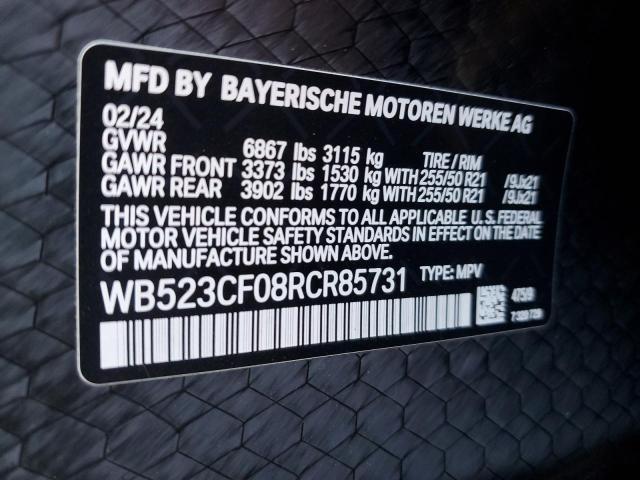 MFD BY BAYERISCHE MOTOREN WERKE AG
02/24
GVWR 6867 lbs 3115 kg TIRE / RIM
GAWR FRONT 3373 lbs 1530 kg WITH 255/50 R21 /9Jx21
GAWR REAR 3902 lbs 1770 kg WITH 255/50 R21 /9Jx21
THIS VEHICLE CONFORMS TO ALL APPLICABLE U.S. FEDERAL
MOTOR VEHICLE SAFETY STANDARDS IN EFFECT ON THE DATE
OF MANUFACTURE SHOWN ABOVE.
WB523CF08RCR85731 TYPE: MPV